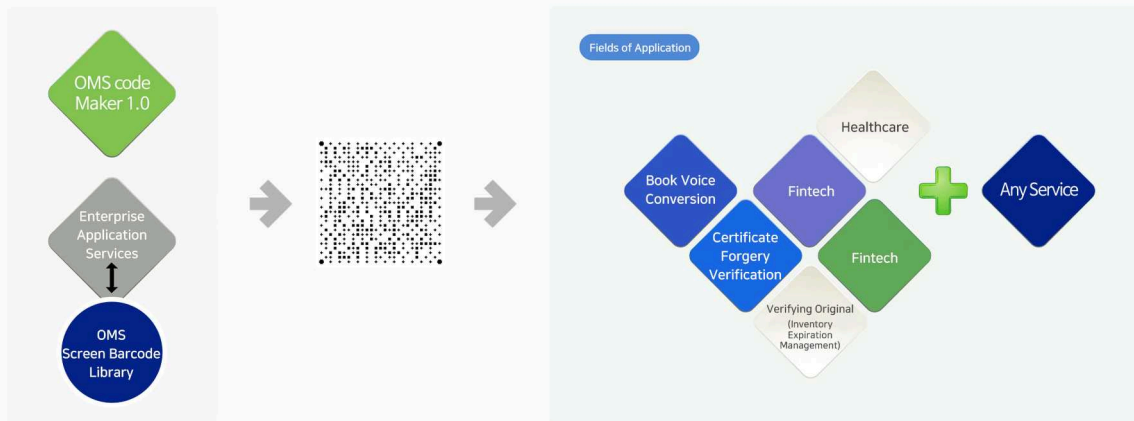 OMS code
Maker 1.0
Enterprise
Application
Services
OMS
Screen Barcode
Library
Fields of Application
Healthcare
Book Voice
Conversion
Fintech
Any Service
Certificate
Forgery
Verification
Fintech
Verifying Original
(Inventory
Expiration
Management)